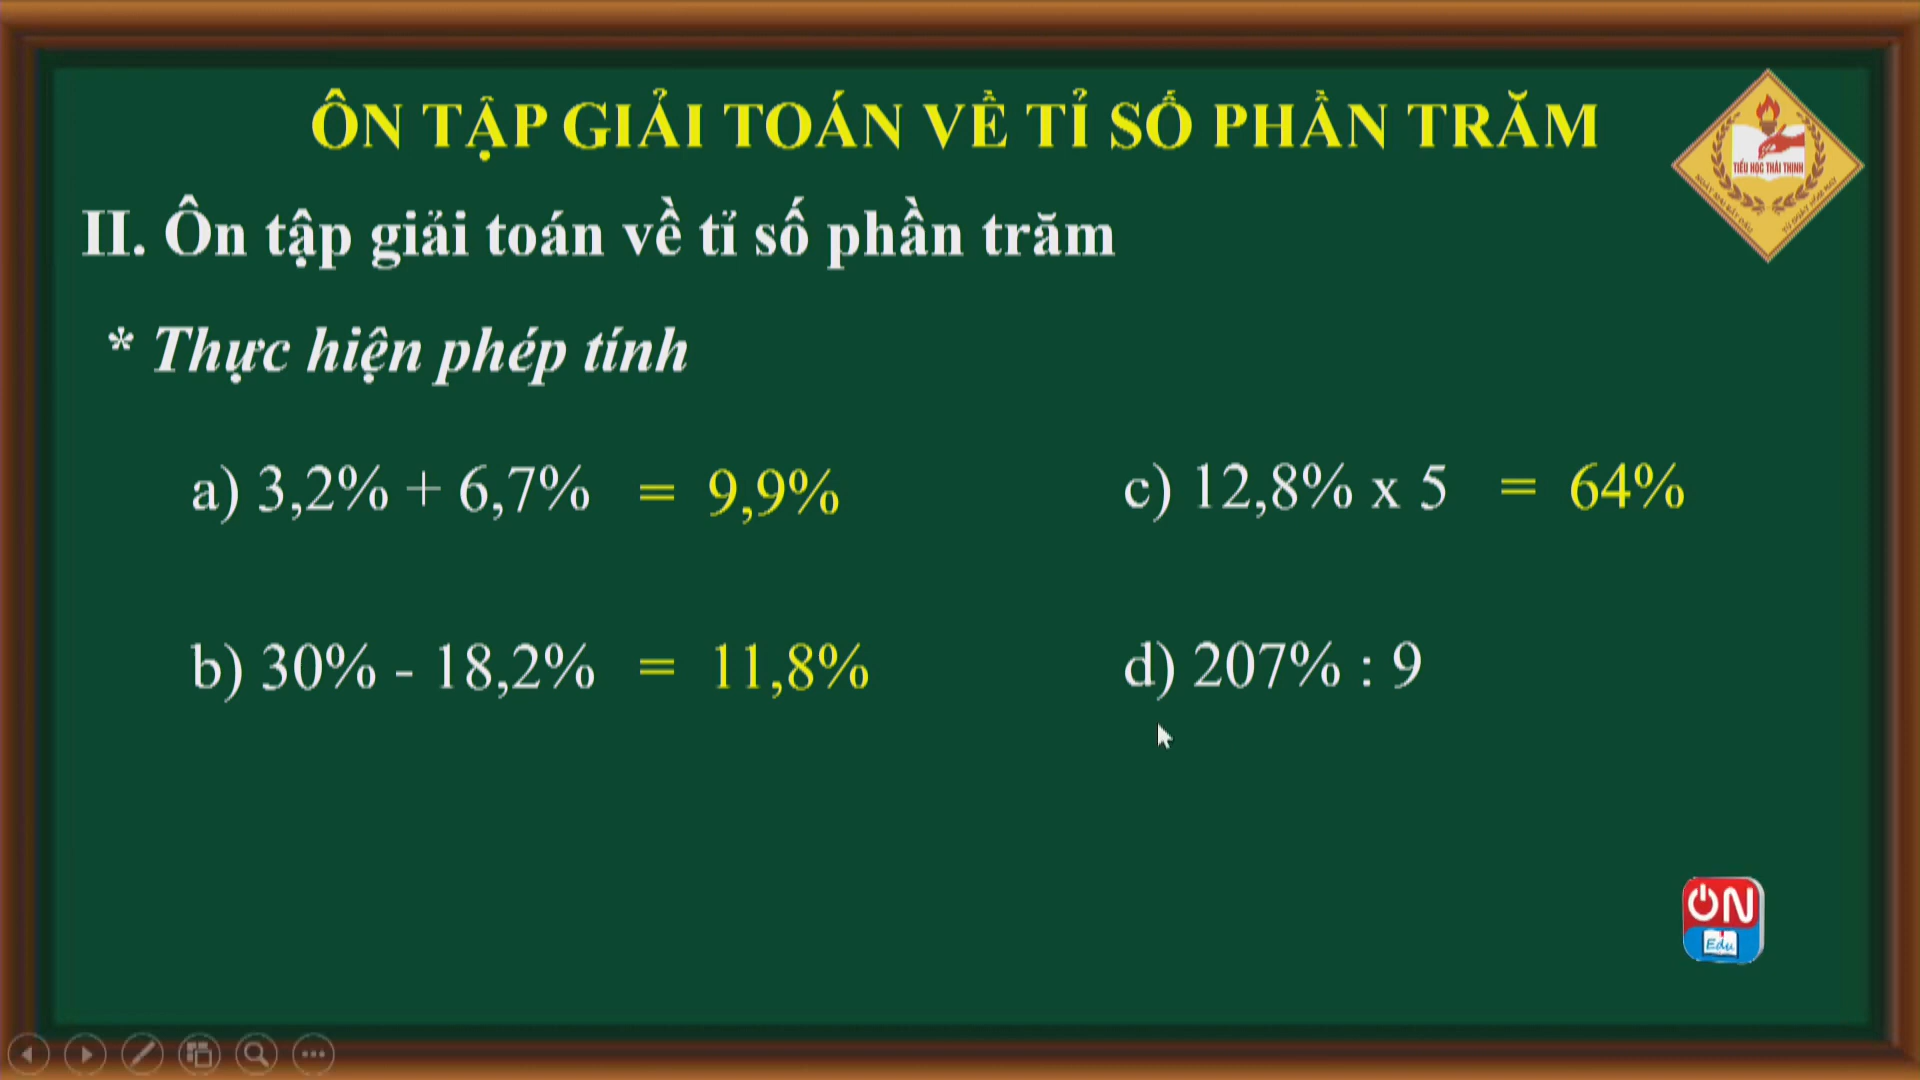 ÔN TẬP GIẢI TOÁN VỀ TỈ SỐ PHẦN TRĂM
TIỂU HỌC THÁI THỊNH
II. Ôn tập giải toán về tỉ số phần trăm
* Thực hiện phép tính
a) 3,2% + 6,7% = 9,9%
c) 12,8% x 5 = 64%
b) 30% - 18,2% = 11,8%
d) 207% : 9
ON
Edu